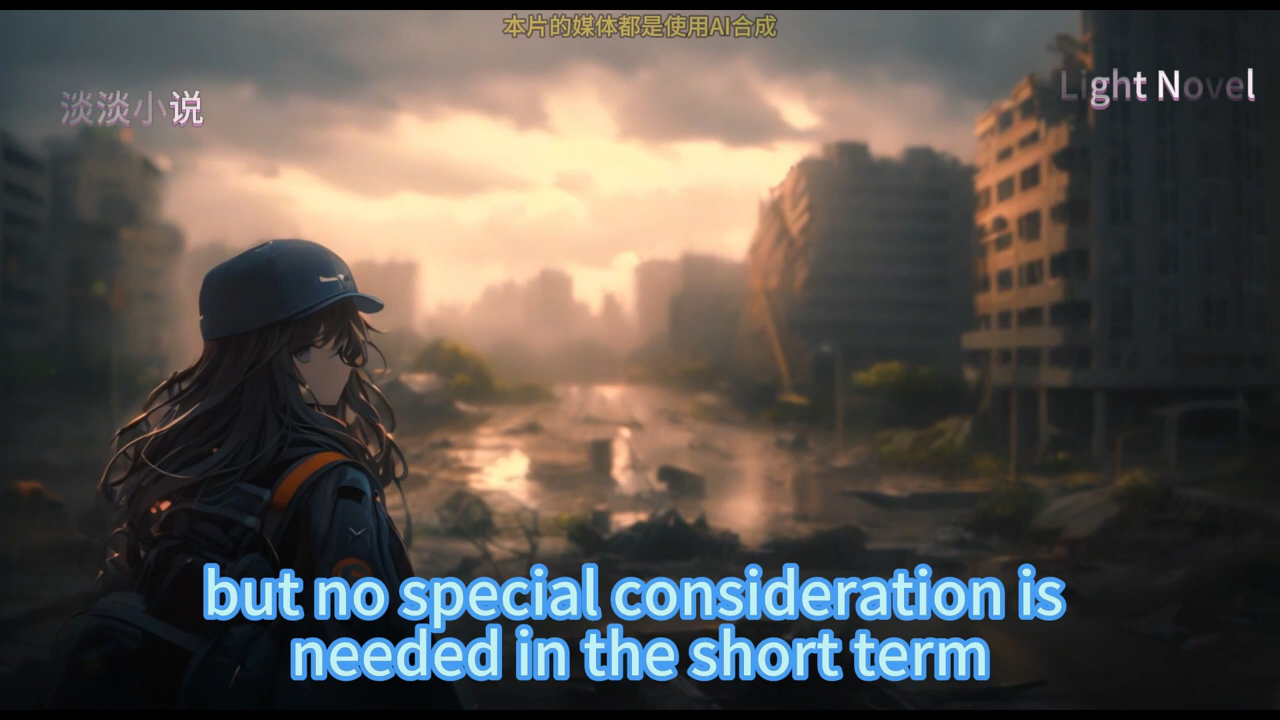 本片的媒体都是使用AI合成
淡淡小说
Light Novel
but no special consideration is
needed in the short term